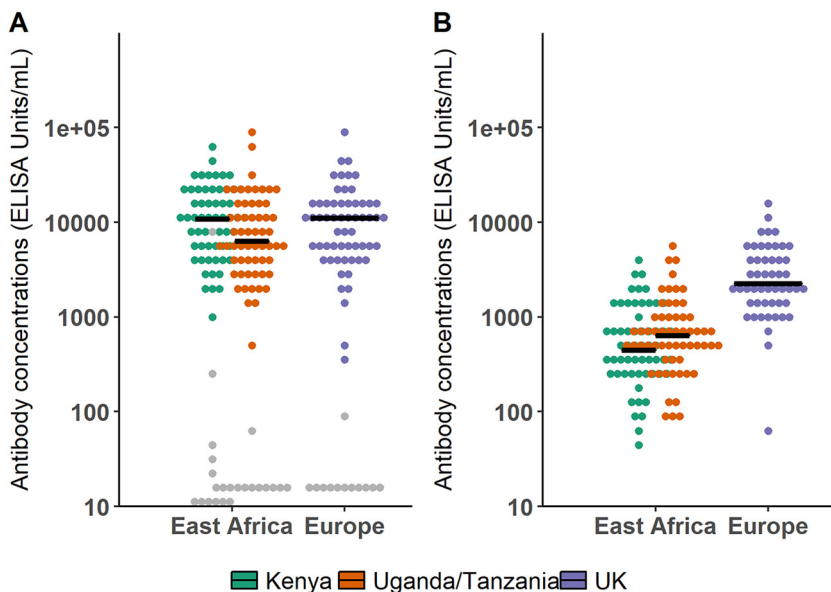 A
B
Antibody concentrations (ELISA Units/mL)
1e+05
10000
1000
100
10
East Africa
Europe
Antibody concentrations (ELISA Units/mL)
1e+05
10000
1000
100
10
East Africa
Europe
Kenya
Uganda/Tanzania
UK